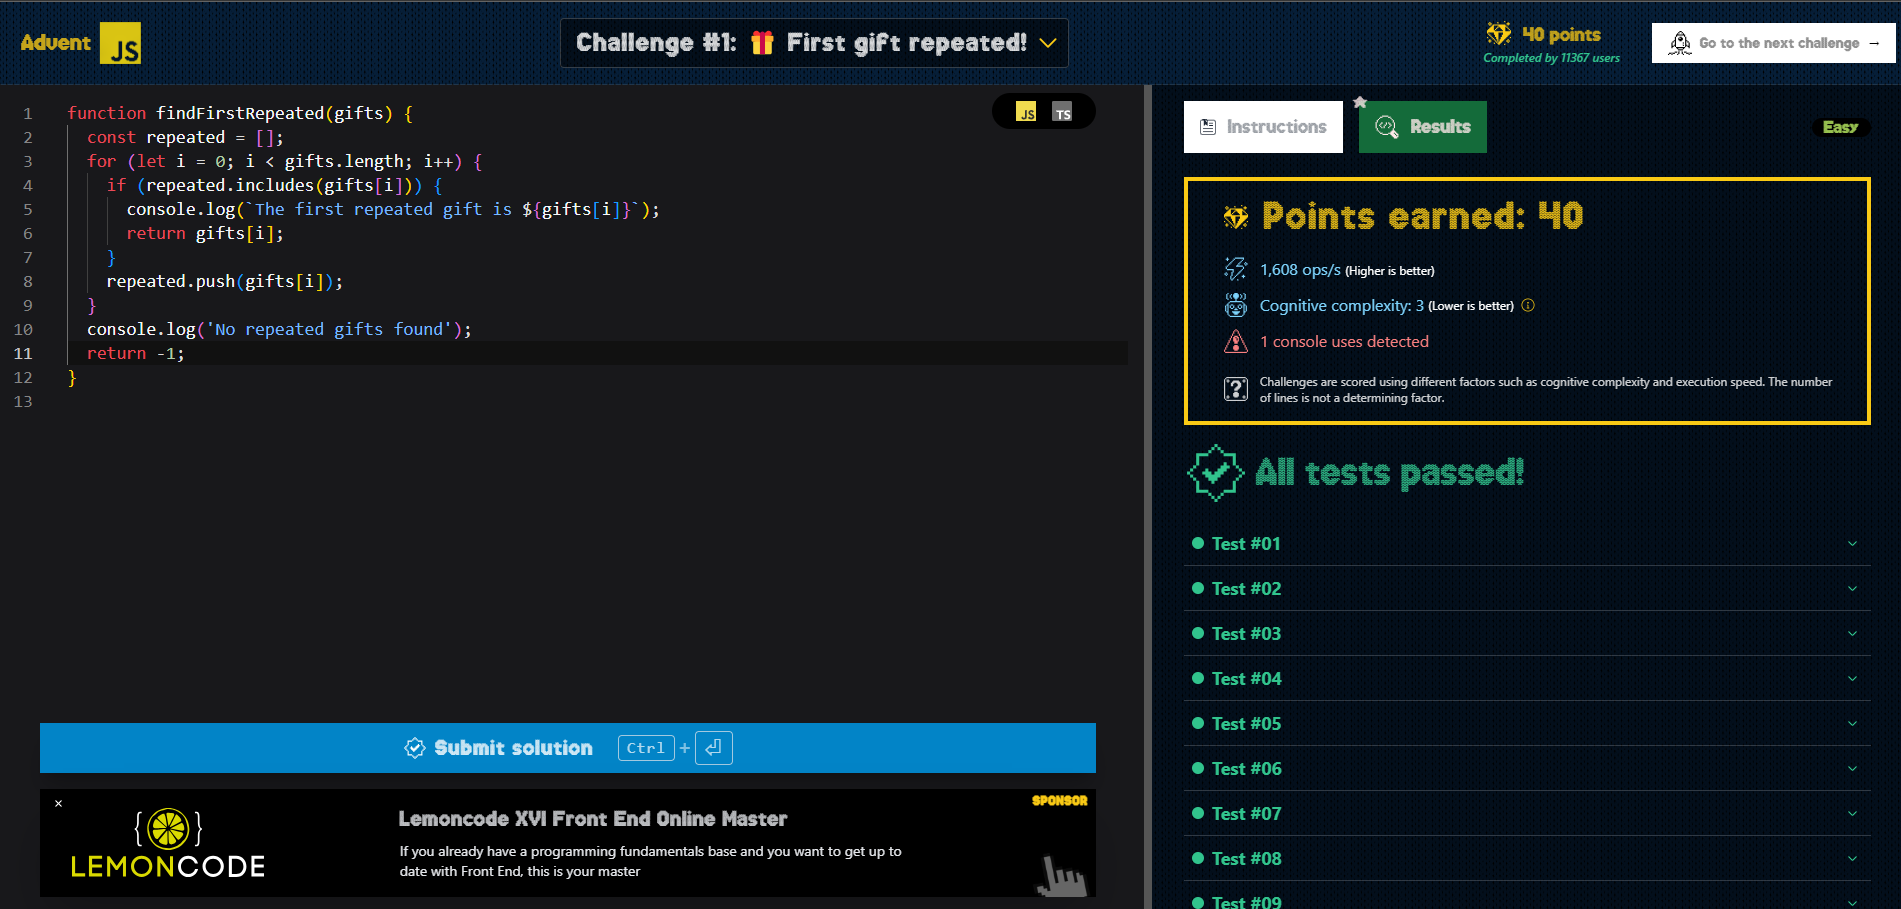 Advent JS
Challenge #1: 🎁 First gift repeated!
40 points
Completed by 11367 users
Go to the next challenge →
1 function findFirstRepeated(gifts) {
2 const repeated = [];
3 for (let i = 0; i < gifts.length; i++) {
4 if (repeated.includes(gifts[i])) {
5 console.log(`The first repeated gift is ${gifts[i]}`);
6 return gifts[i];
7 }
8 repeated.push(gifts[i]);
9 }
10 console.log('No repeated gifts found');
11 return -1;
12 }
13
JS TS
Submit solution Ctrl +
×
LEMONCODE
SPONSOR
Lemoncode XVI Front End Online Master
If you already have a programming fundamentals base and you want to get up to
date with Front End, this is your master
Instructions
Results
Easy
Points earned: 40
1,608 ops/s (Higher is better)
Cognitive complexity: 3 (Lower is better)
1 console uses detected
Challenges are scored using different factors such as cognitive complexity and execution speed. The number
of lines is not a determining factor.
All tests passed!
Test #01
Test #02
Test #03
Test #04
Test #05
Test #06
Test #07
Test #08
Test #09